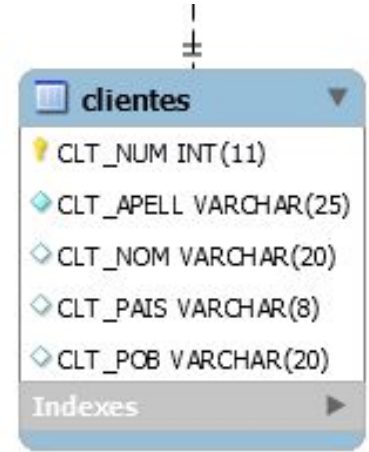 clientes
CLT_NUM INT(11)
CLT_APELL VARCHAR(25)
CLT_NOM VARCHAR(20)
CLT_PAIS VARCHAR(8)
CLT_POB VARCHAR(20)
Indexes